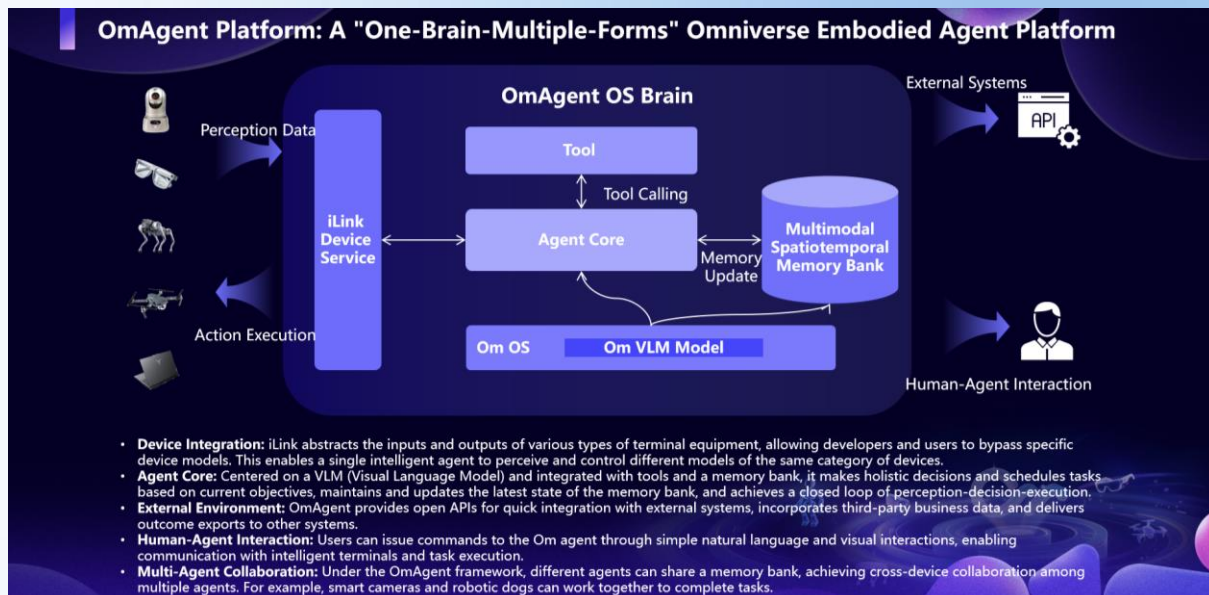 OmAgent Platform: A "One-Brain-Multiple-Forms" Omniverse Embodied Agent Platform
External Systems
OmAgent OS Brain
API
Perception Data
Tool
Tool Calling
iLink
Device
Service
Agent Core
Multimodal
Spatiotemporal
Memory Bank
Memory
Update
Action Execution
Om OS
Om VLM Model
Human-Agent Interaction
• Device Integration: iLink abstracts the inputs and outputs of various types of terminal equipment, allowing developers and users to bypass specific
device models. This enables a single intelligent agent to perceive and control different models of the same category of devices.
• Agent Core: Centered on a VLM (Visual Language Model) and integrated with tools and a memory bank, it makes holistic decisions and schedules tasks
based on current objectives, maintains and updates the latest state of the memory bank, and achieves a closed loop of perception-decision-execution.
• External Environment: OmAgent provides open APIs for quick integration with external systems, incorporates third-party business data, and delivers
outcome exports to other systems.
• Human-Agent Interaction: Users can issue commands to the Om agent through simple natural language and visual interactions, enabling
communication with intelligent terminals and task execution.
• Multi-Agent Collaboration: Under the OmAgent framework, different agents can share a memory bank, achieving cross-device collaboration among
multiple agents. For example, smart cameras and robotic dogs can work together to complete tasks.